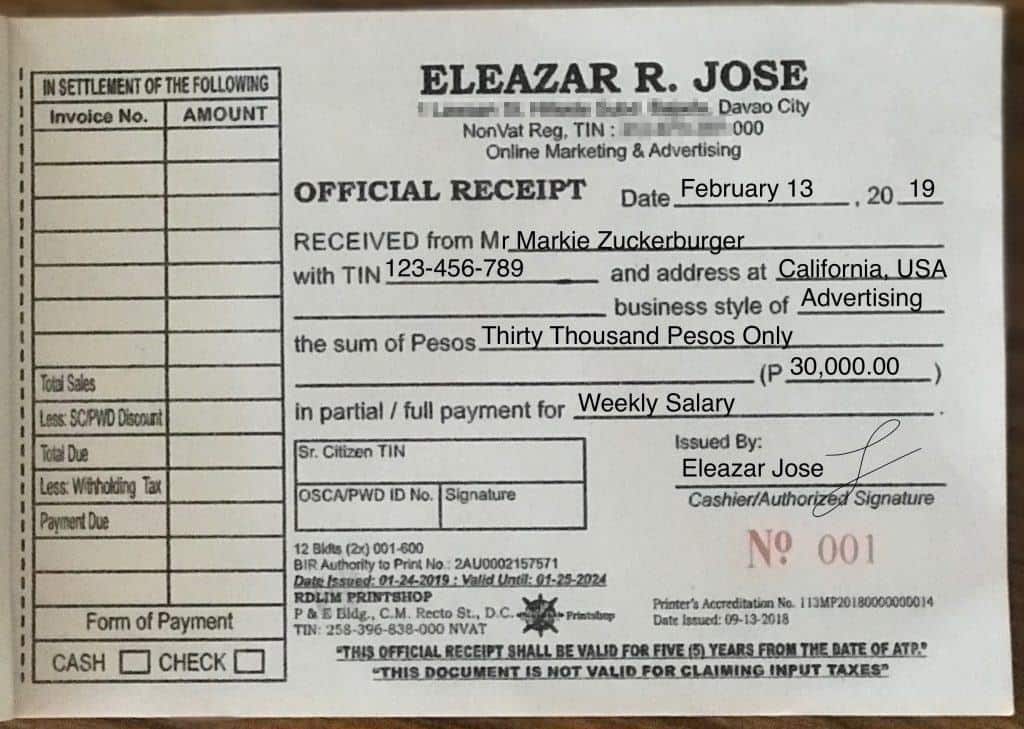 IN SETTLEMENT OF THE FOLLOWING
Invoice No. AMOUNT
Total Sales
Less: SC/PWD Discount
Total Due
Less: Withholding Tax
Payment Due
Form of Payment
CASH CHECK
ELEAZAR R. JOSE
Davao City
NonVat Reg, TIN : 000
Online Marketing & Advertising
OFFICIAL RECEIPT Date February 13, 20 19
RECEIVED from Mr Markie Zuckerburger
with TIN 123-456-789 and address at California, USA
business style of Advertising
the sum of Pesos Thirty Thousand Pesos Only
(P 30,000.00 )
in partial / full payment for Weekly Salary .
Sr. Citizen TIN
OSCA/PWD ID No. Signature
Issued By:
Eleazar Jose
Cashier/Authorized Signature
Nº 001
12 Bklts (2x) 001-600
BIR Authority to Print No.: 2AU0002157571
Date Issued: 01-24-2019 ; Valid Until: 01-25-2024
RDLIM PRINTSHOP
P & E Bldg., C.M. Recto St., D.C.
TIN: 258-396-838-000 NVAT
Printshop
Printer's Accreditation No. 113MP20180000000014
Date Issued: 09-13-2018
"THIS OFFICIAL RECEIPT SHALL BE VALID FOR FIVE (5) YEARS FROM THE DATE OF ATP."
"THIS DOCUMENT IS NOT VALID FOR CLAIMING INPUT TAXES"